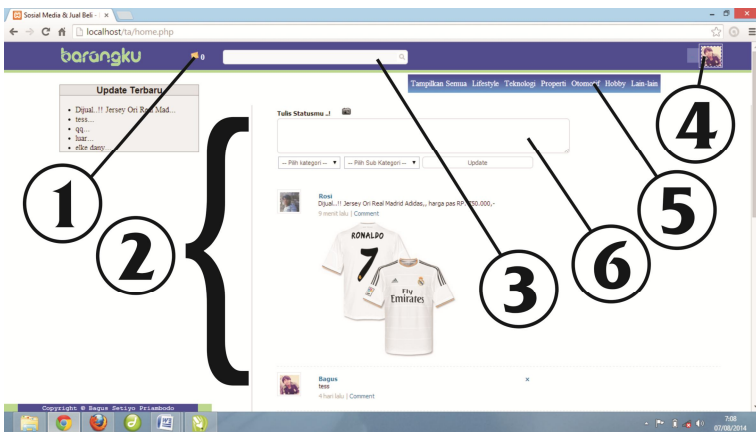 Sosial Media & Jual Beli -
localhost/ta/home.php
barangku
0
Tampilkan Semua Lifestyle Teknologi Properti Otomotif Hobby Lain-lain
Update Terbaru
Dijual..!! Jersey Ori Real Mad...
tess...
qq...
luar...
elke dany...
Tulis Statusmu ..!
-- Pilih kategori --
-- Pilih Sub Kategori --
Update
Rosi
Dijual..!! Jersey Ori Real Madrid Adidas,, harga pas RP.
50.000,-
9 menit lalu | Comment
RONALDO
7
Fly
Emirates
Bagus
x
tess
4 hari lalu | Comment
Copyright @ Bagus Setiyo Priambodo
7:08
07/08/2014
1
2
3
4
5
6